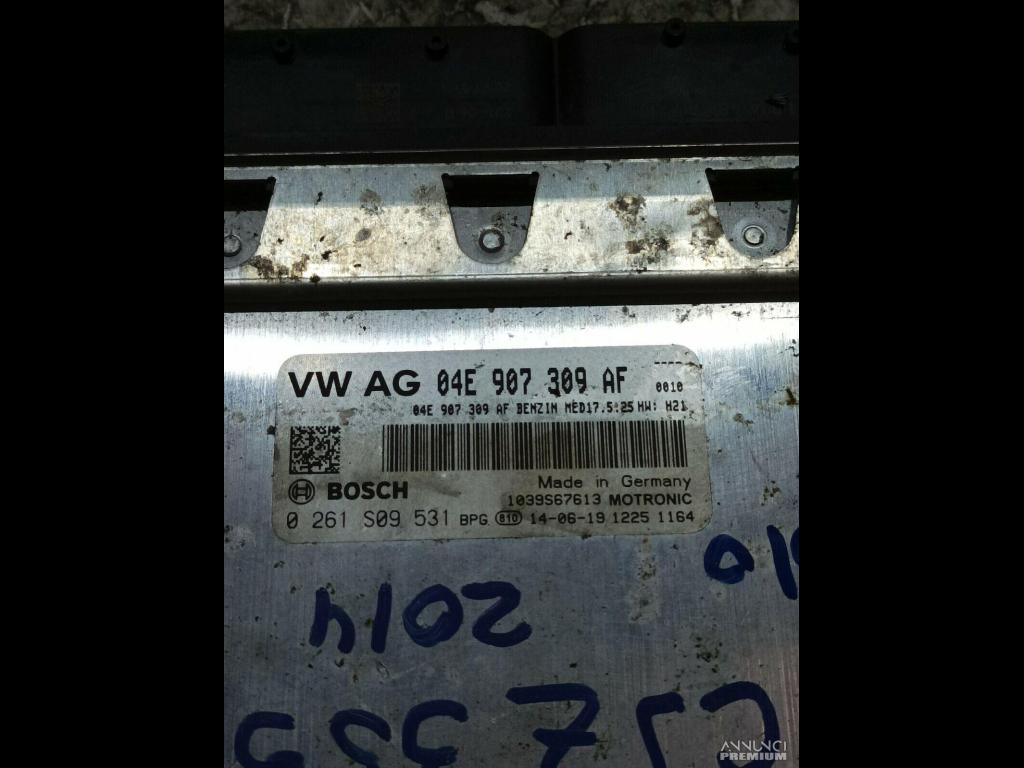 VW AG 04E 907 309 AF
0010
04E 907 309 AF BENZIN MED17.5.25 HW: H21
Made in Germany
BOSCH
1039S67613 MOTRONIC
0 261 S09 531 BPG 810 14-06-19 1225 1164
2014
CJZ
ANNUNCI
PREMIUM